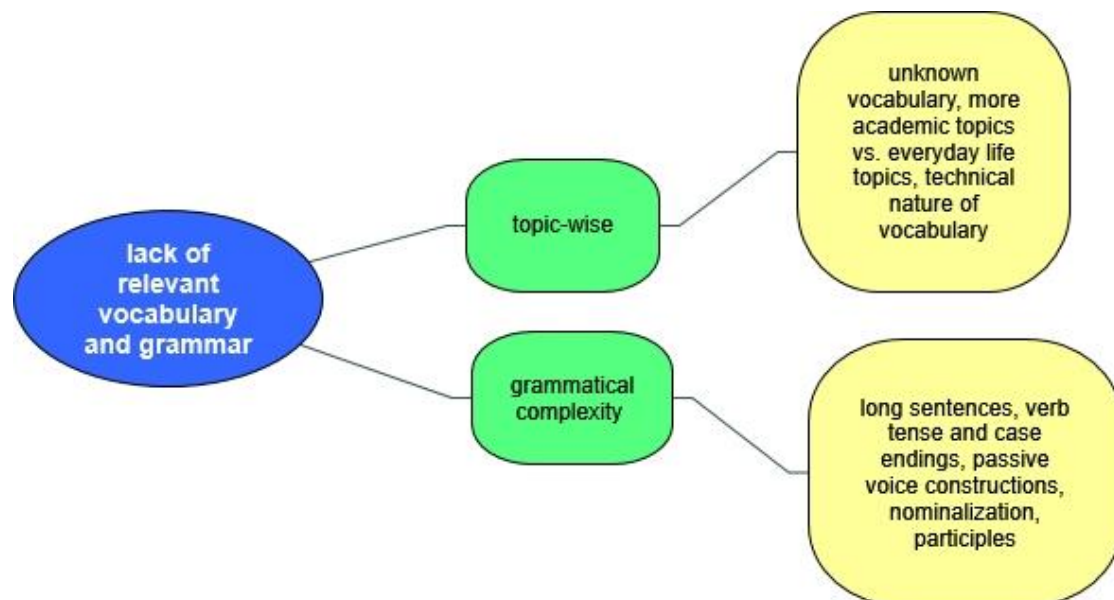 lack of
relevant
vocabulary
and grammar
topic-wise
unknown
vocabulary, more
academic topics
vs. everyday life
topics, technical
nature of
vocabulary
grammatical
complexity
long sentences, verb
tense and case
endings, passive
voice constructions,
nominalization,
participles